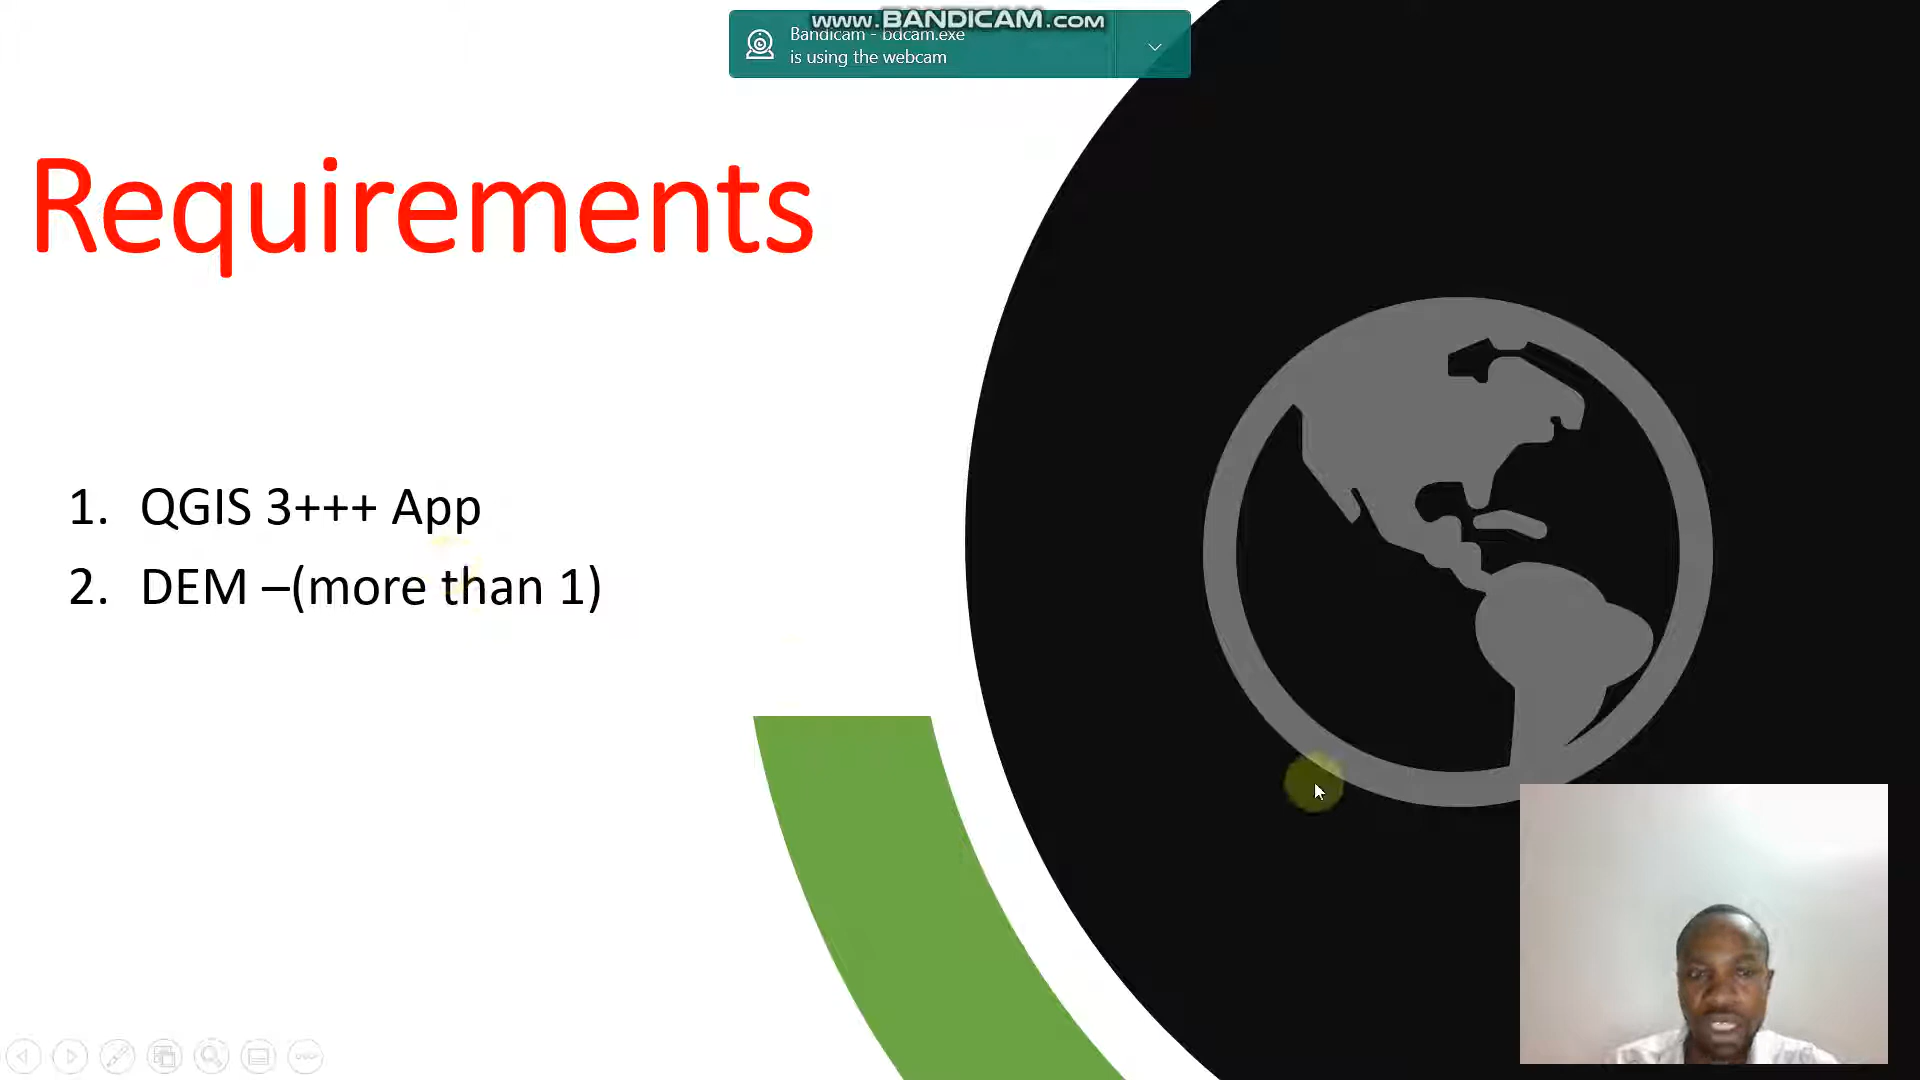 www.BANDICAM.com
Bandicam - bdcam.exe
is using the webcam
Requirements
1. QGIS 3+++ App
2. DEM –(more than 1)